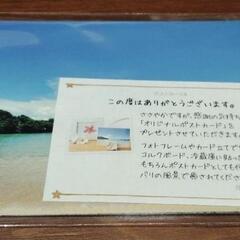 この度はありがとうございます。
ささやかですが、感謝の気持ち
「オリジナルポストカード」を
プレゼントさせていただきます
フォトフレームやカード立てで
コルクボード、冷蔵庫に貼った
もちろんポストカードとしても
バリの風景で癒されてくださ